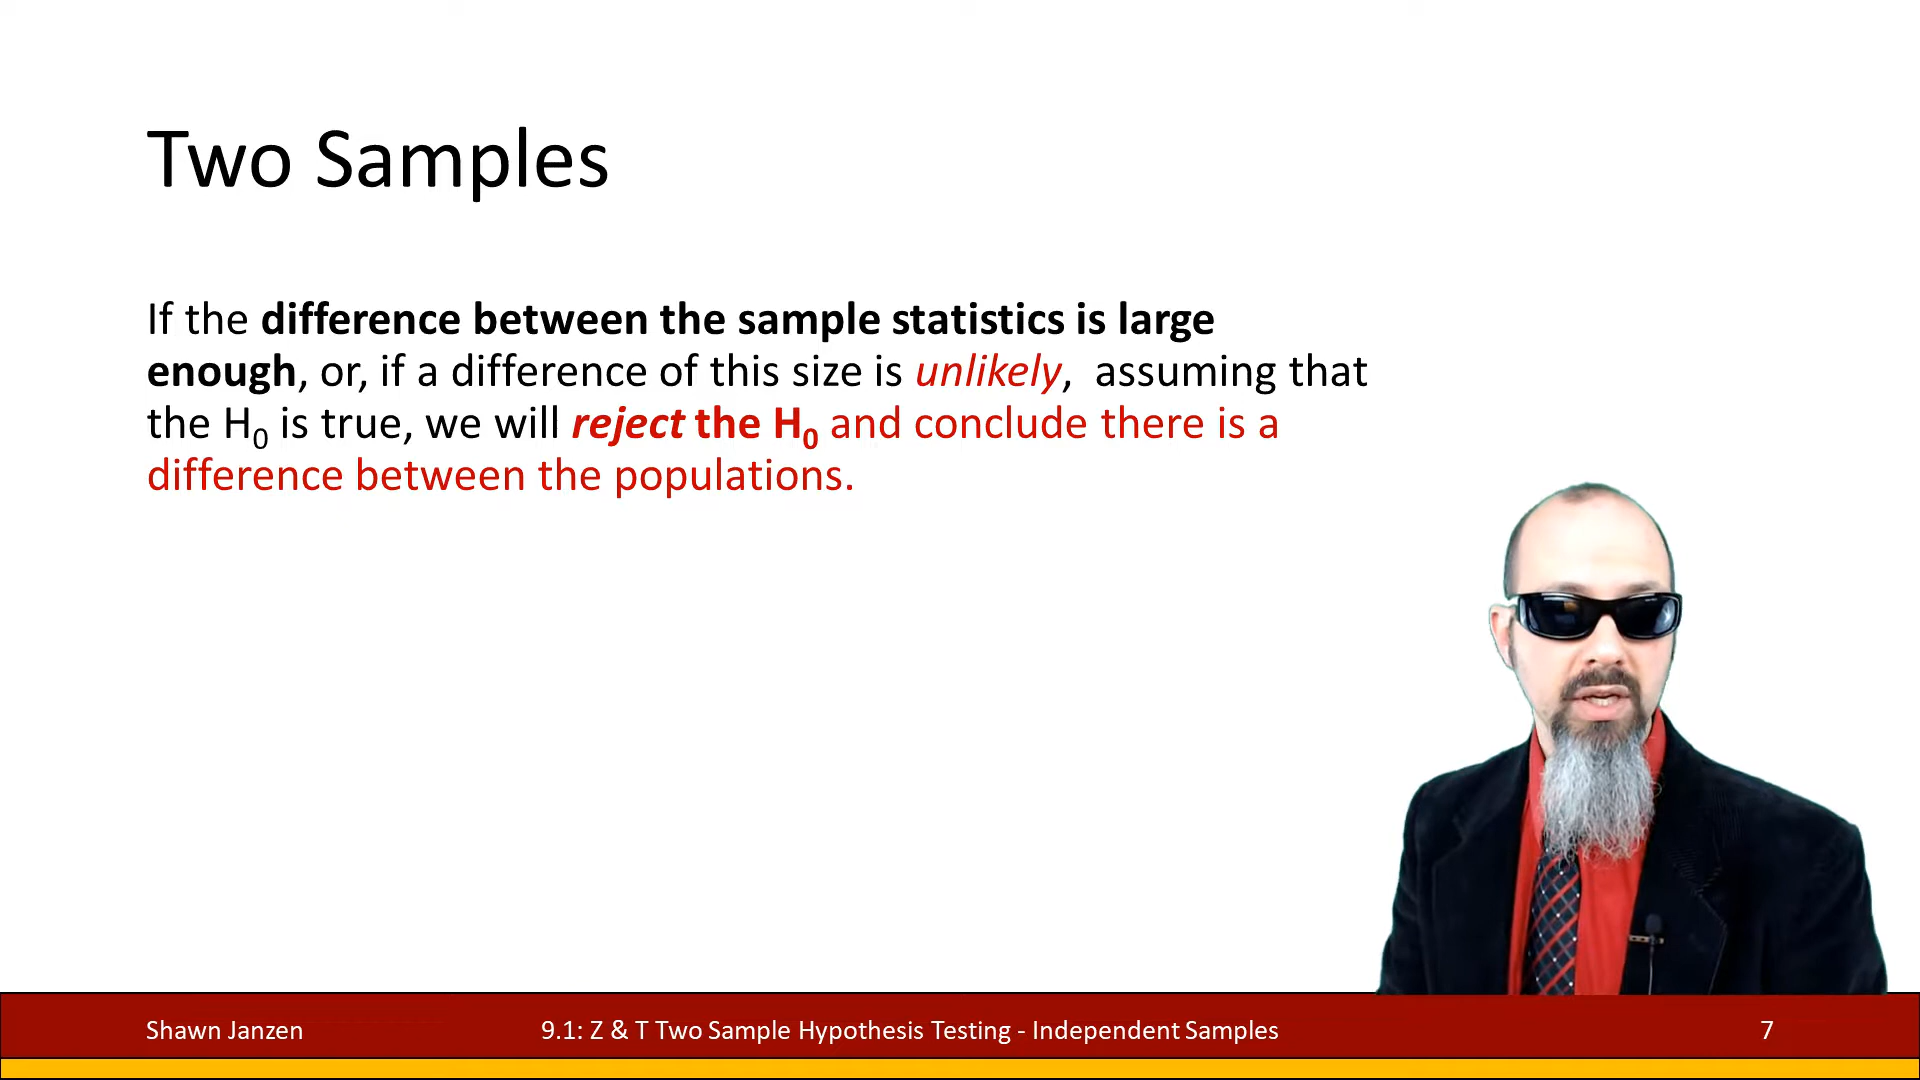 Two Samples
If the difference between the sample statistics is large
enough, or, if a difference of this size is unlikely,  assuming that
the H₀ is true, we will reject the H₀ and conclude there is a
difference between the populations.
Shawn Janzen
9.1: Z & T Two Sample Hypothesis Testing - Independent Samples
7